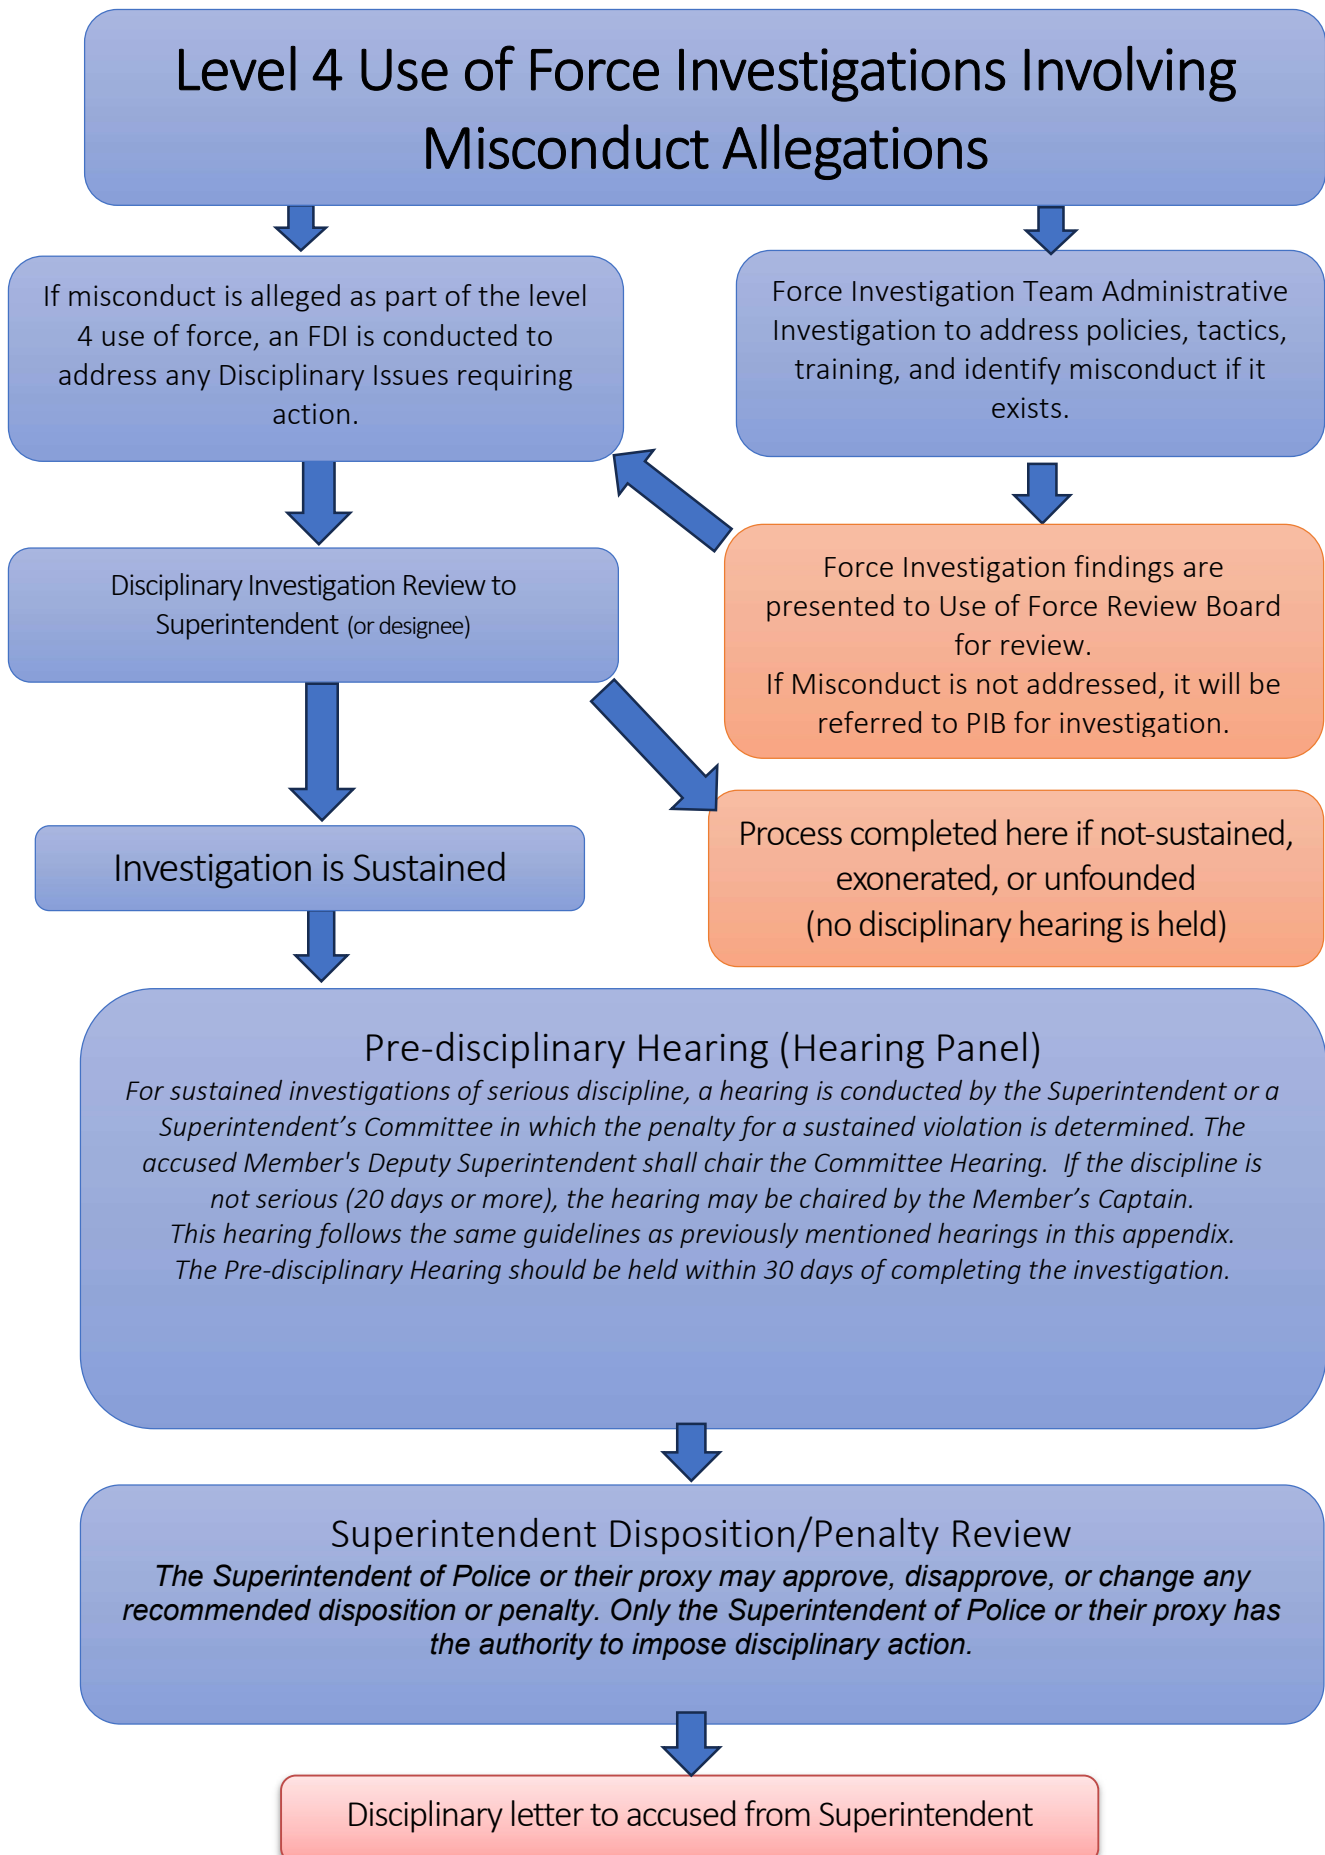 Level 4 Use of Force Investigations Involving
Misconduct Allegations
If misconduct is alleged as part of the level
4 use of force, an FDI is conducted to
address any Disciplinary Issues requiring
action.
Force Investigation Team Administrative
Investigation to address policies, tactics,
training, and identify misconduct if it
exists.
Disciplinary Investigation Review to
Superintendent (or designee)
Force Investigation findings are
presented to Use of Force Review Board
for review.
If Misconduct is not addressed, it will be
referred to PIB for investigation.
Investigation is Sustained
Process completed here if not-sustained,
exonerated, or unfounded
(no disciplinary hearing is held)
Pre-disciplinary Hearing (Hearing Panel)
For sustained investigations of serious discipline, a hearing is conducted by the Superintendent or a
Superintendent’s Committee in which the penalty for a sustained violation is determined. The
accused Member's Deputy Superintendent shall chair the Committee Hearing.  If the discipline is
not serious (20 days or more), the hearing may be chaired by the Member’s Captain.
This hearing follows the same guidelines as previously mentioned hearings in this appendix.
The Pre-disciplinary Hearing should be held within 30 days of completing the investigation.
Superintendent Disposition/Penalty Review
The Superintendent of Police or their proxy may approve, disapprove, or change any
recommended disposition or penalty. Only the Superintendent of Police or their proxy has
the authority to impose disciplinary action.
Disciplinary letter to accused from Superintendent